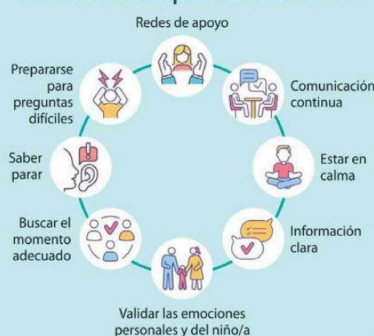 Redes de apoyo
Comunicación
continua
Estar en
calma
Información
clara
Validar las emociones
personales y del niño/a
Buscar el
momento
adecuado
Saber
parar
Prepararse
para
preguntas
difíciles